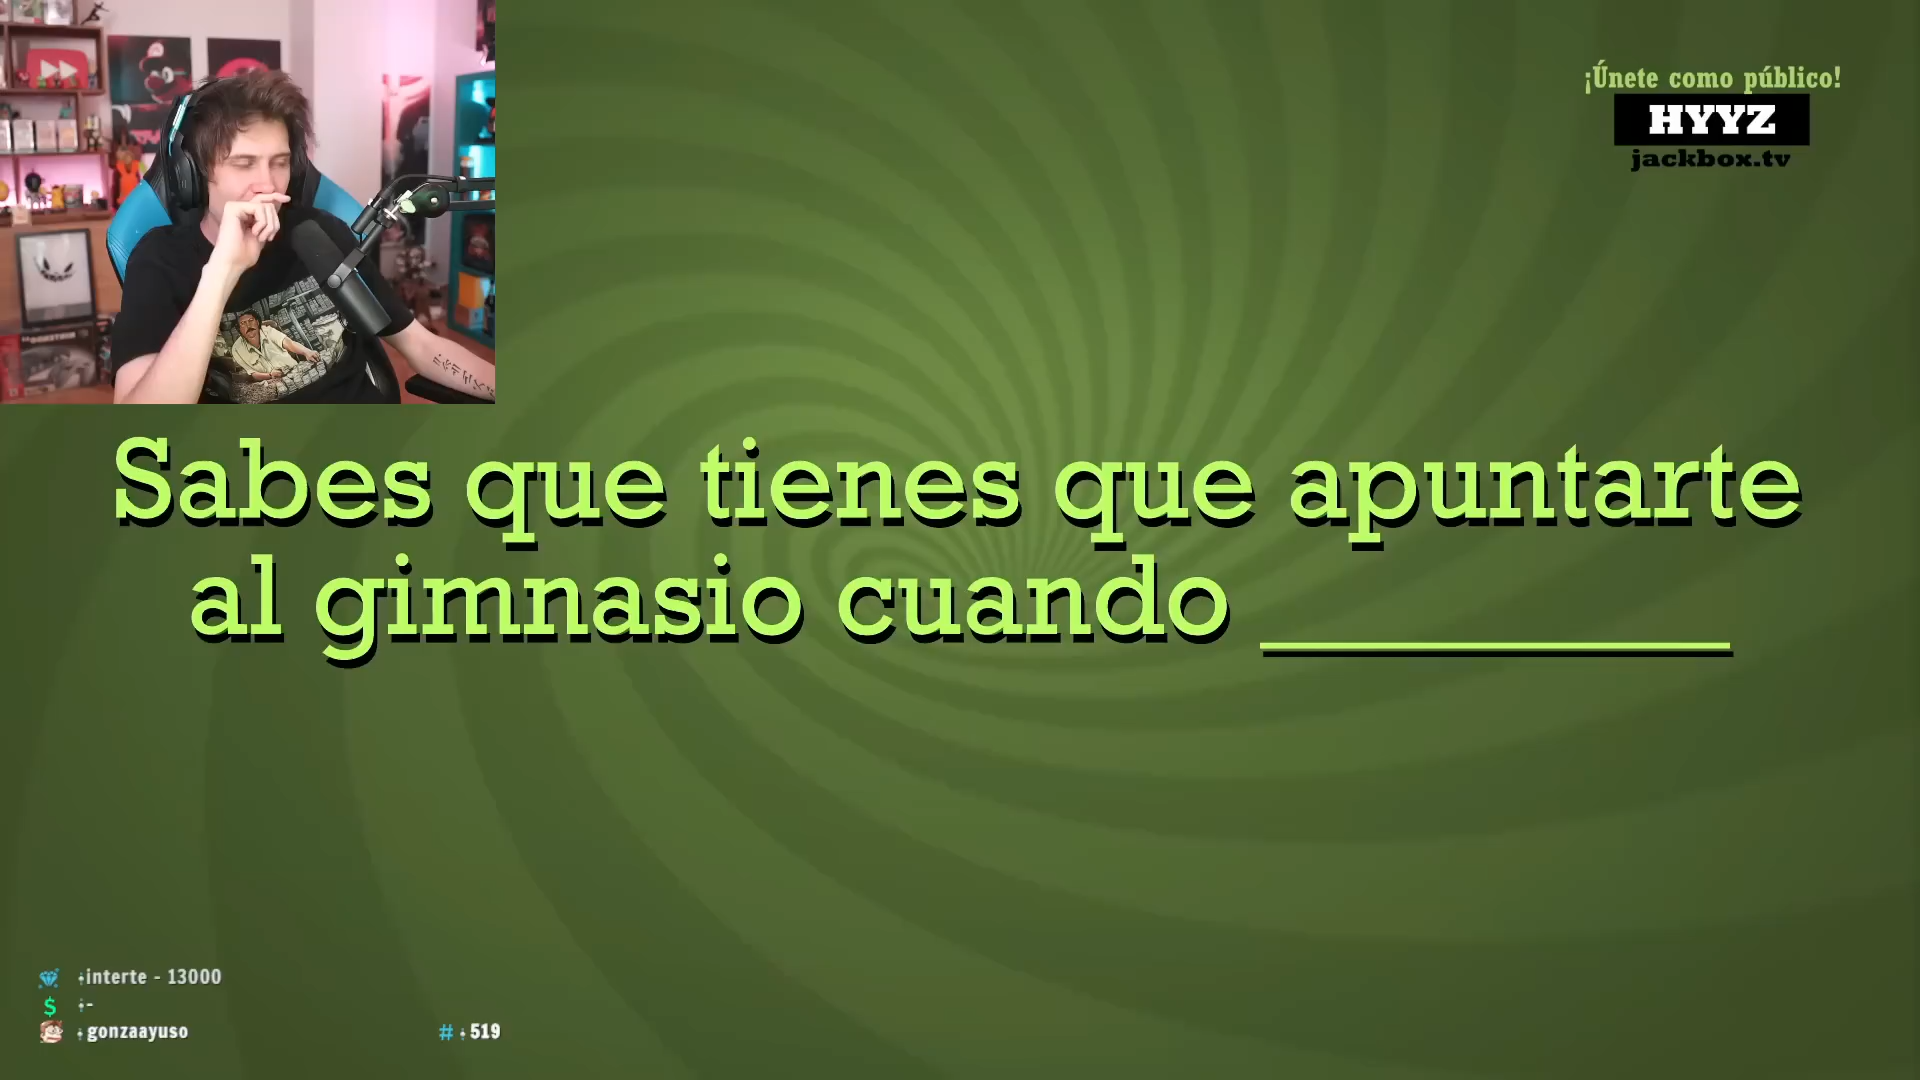 ¡Únete como público!
HYYZ
jackbox.tv
Sabes que tienes que apuntarte
al gimnasio cuando ________
interte - 13000
$ -
gonzaayuso
# 519